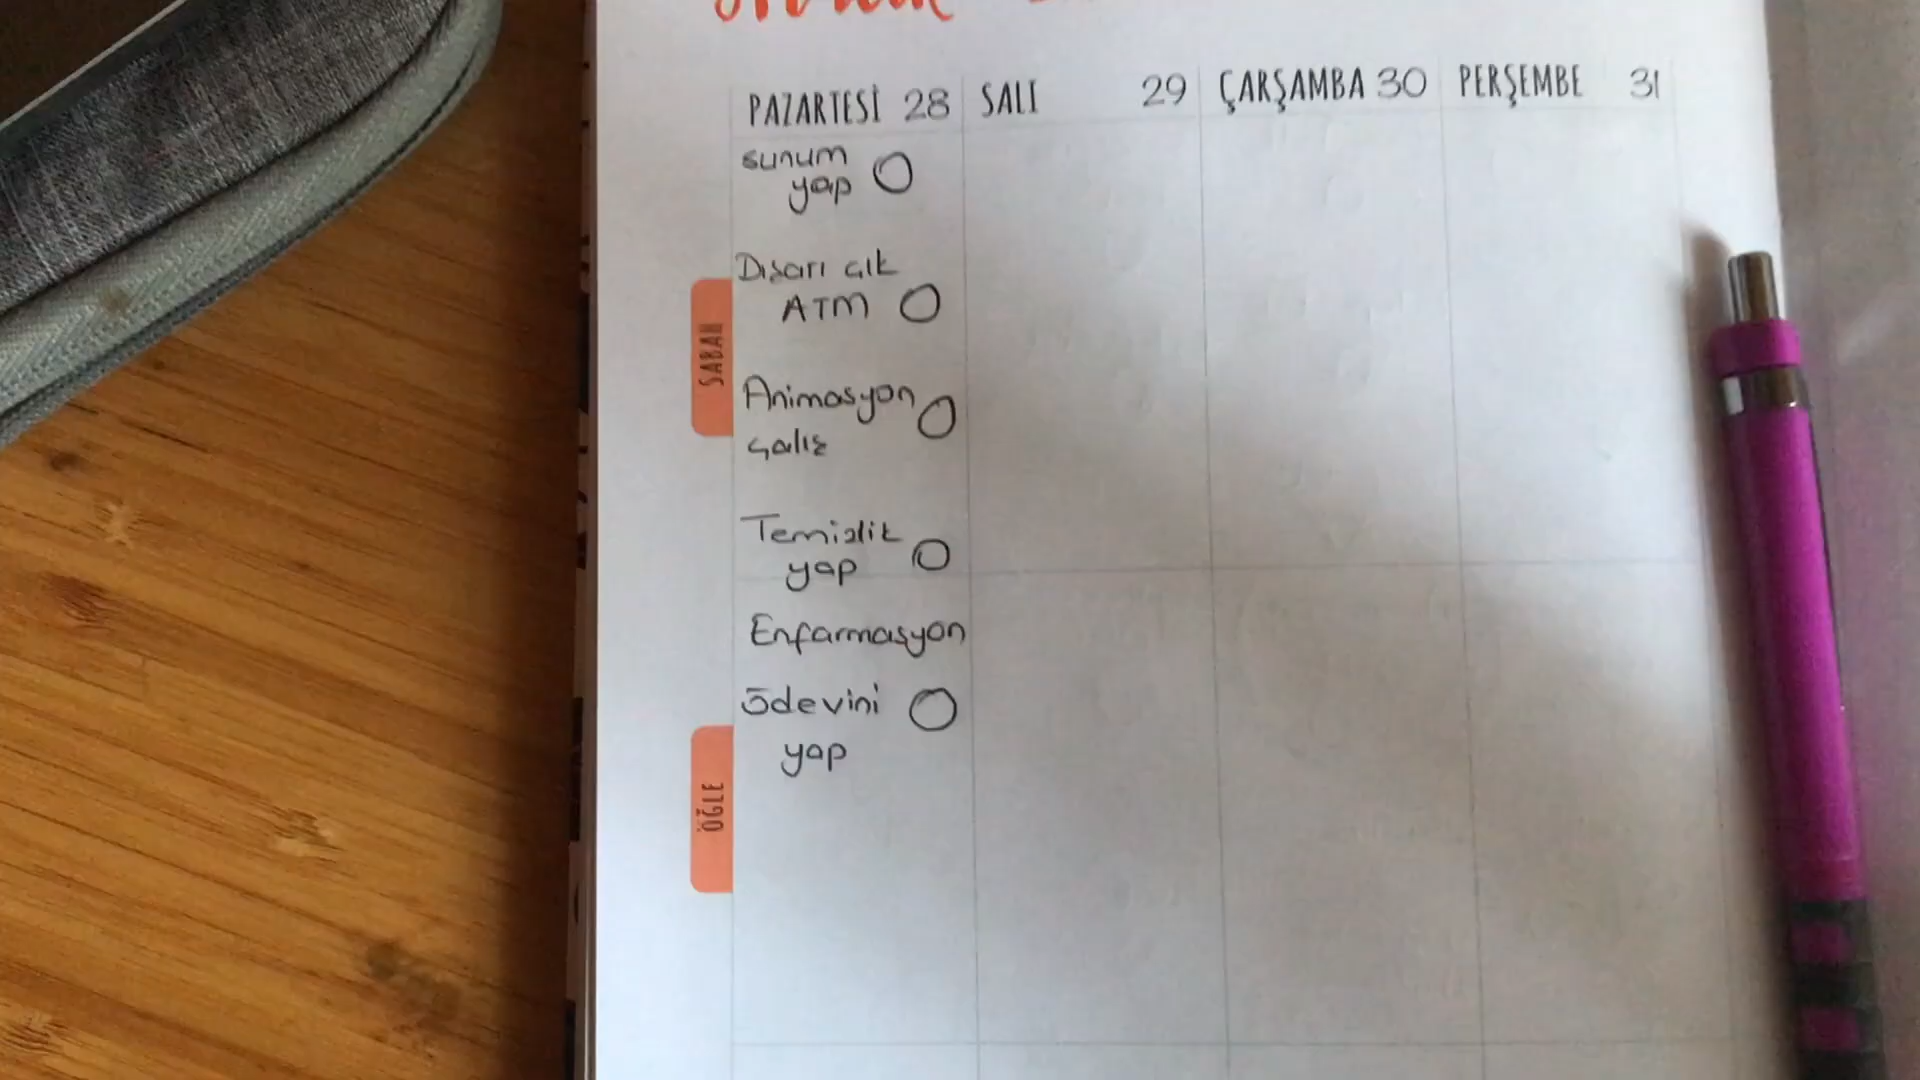 PAZARTESİ 28 SALI 29 ÇARŞAMBA 30 PERŞEMBE 31
sunum
yap
Dışarı çık
ATM
SABAH
Animasyon
çalış
Temizlik
yap
Enfarmasyon
ödevini
yap
ÖĞLE